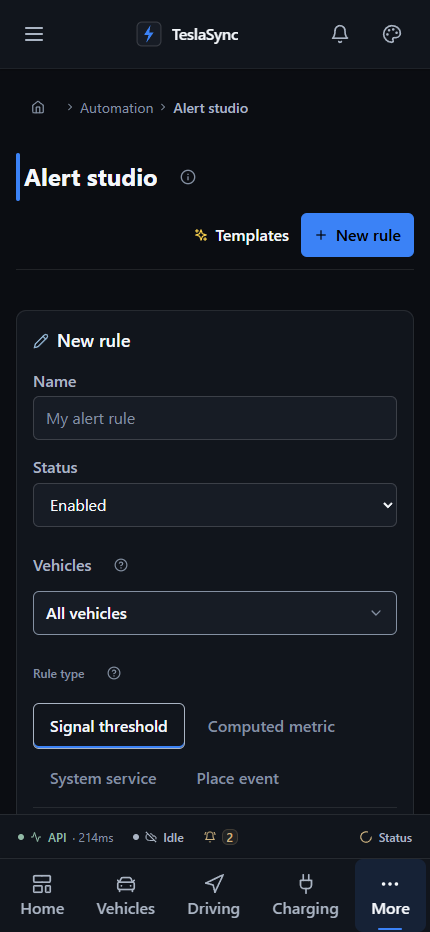 TeslaSync
Automation
Alert studio
Alert studio
Templates
+ New rule
New rule
Name
My alert rule
Status
Enabled
Vehicles
All vehicles
Rule type
Signal threshold
Computed metric
System service
Place event
API · 214ms
Idle
2
Status
Home
Vehicles
Driving
Charging
More